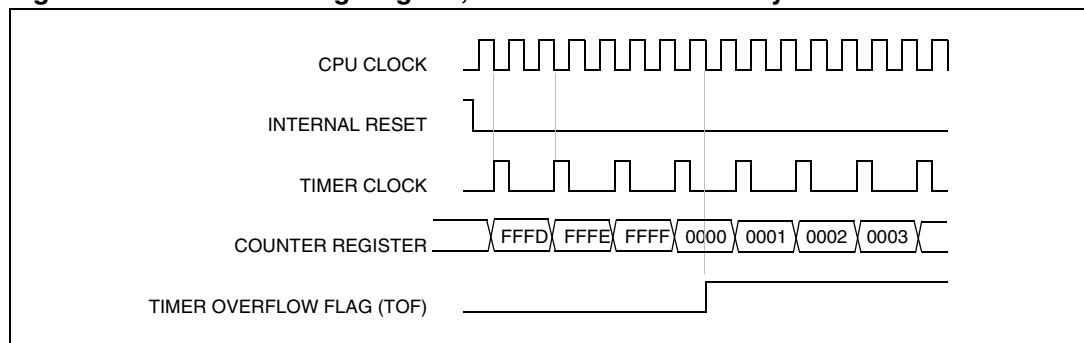 CPU CLOCK
INTERNAL RESET
TIMER CLOCK
COUNTER REGISTER FFFD FFFE FFFF 0000 0001 0002 0003
TIMER OVERFLOW FLAG (TOF)